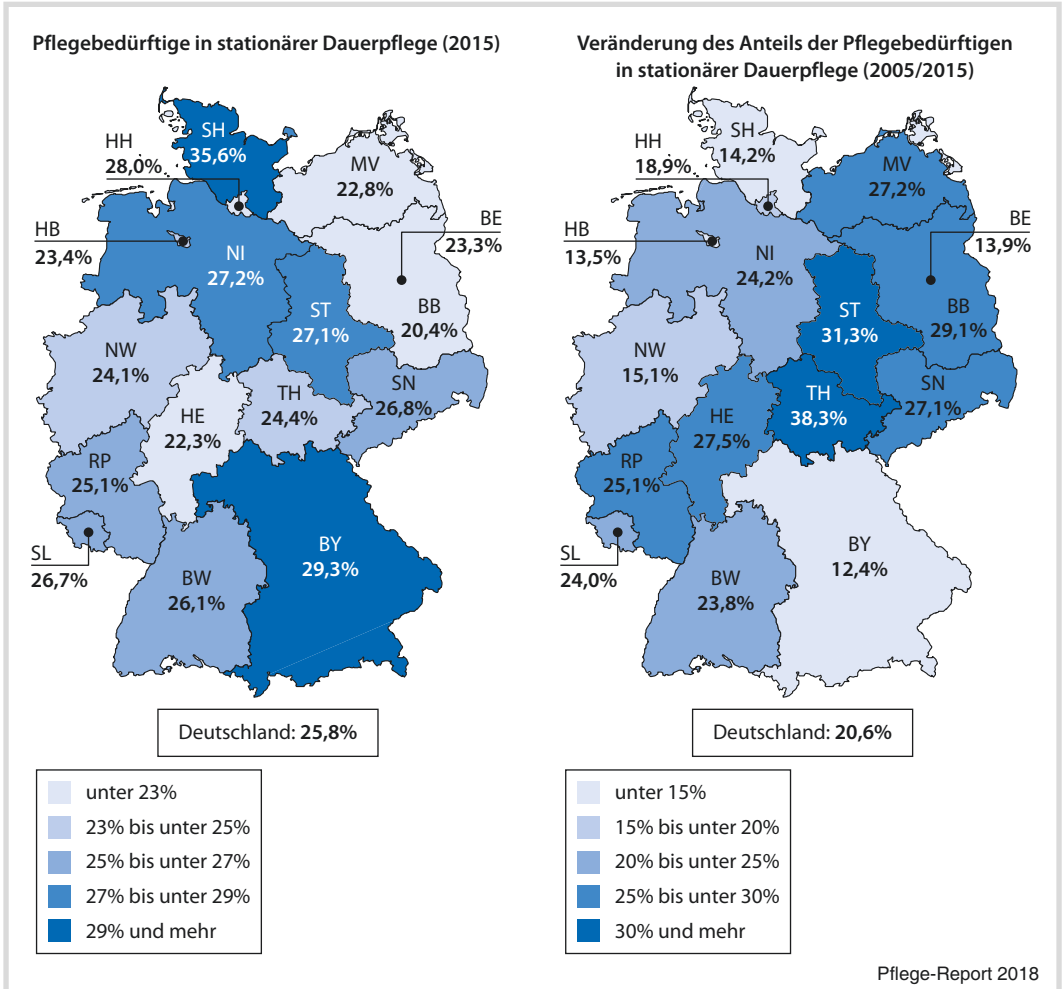 Pflegebedürftige in stationärer Dauerpflege (2015)
SH
35,6%
HH
28,0%
MV
22,8%
BE
23,3%
HB
23,4%
NI
27,2%
ST
27,1%
BB
20,4%
NW
24,1%
TH
24,4%
SN
26,8%
HE
22,3%
RP
25,1%
SL
26,7%
BY
29,3%
BW
26,1%
Deutschland: 25,8%
unter 23%
23% bis unter 25%
25% bis unter 27%
27% bis unter 29%
29% und mehr
Veränderung des Anteils der Pflegebedürftigen
in stationärer Dauerpflege (2005/2015)
SH
14,2%
HH
18,9%
MV
27,2%
BE
13,9%
HB
13,5%
NI
24,2%
ST
31,3%
BB
29,1%
NW
15,1%
TH
38,3%
SN
27,1%
HE
27,5%
RP
25,1%
SL
24,0%
BY
12,4%
BW
23,8%
Deutschland: 20,6%
unter 15%
15% bis unter 20%
20% bis unter 25%
25% bis unter 30%
30% und mehr
Pflege-Report 2018